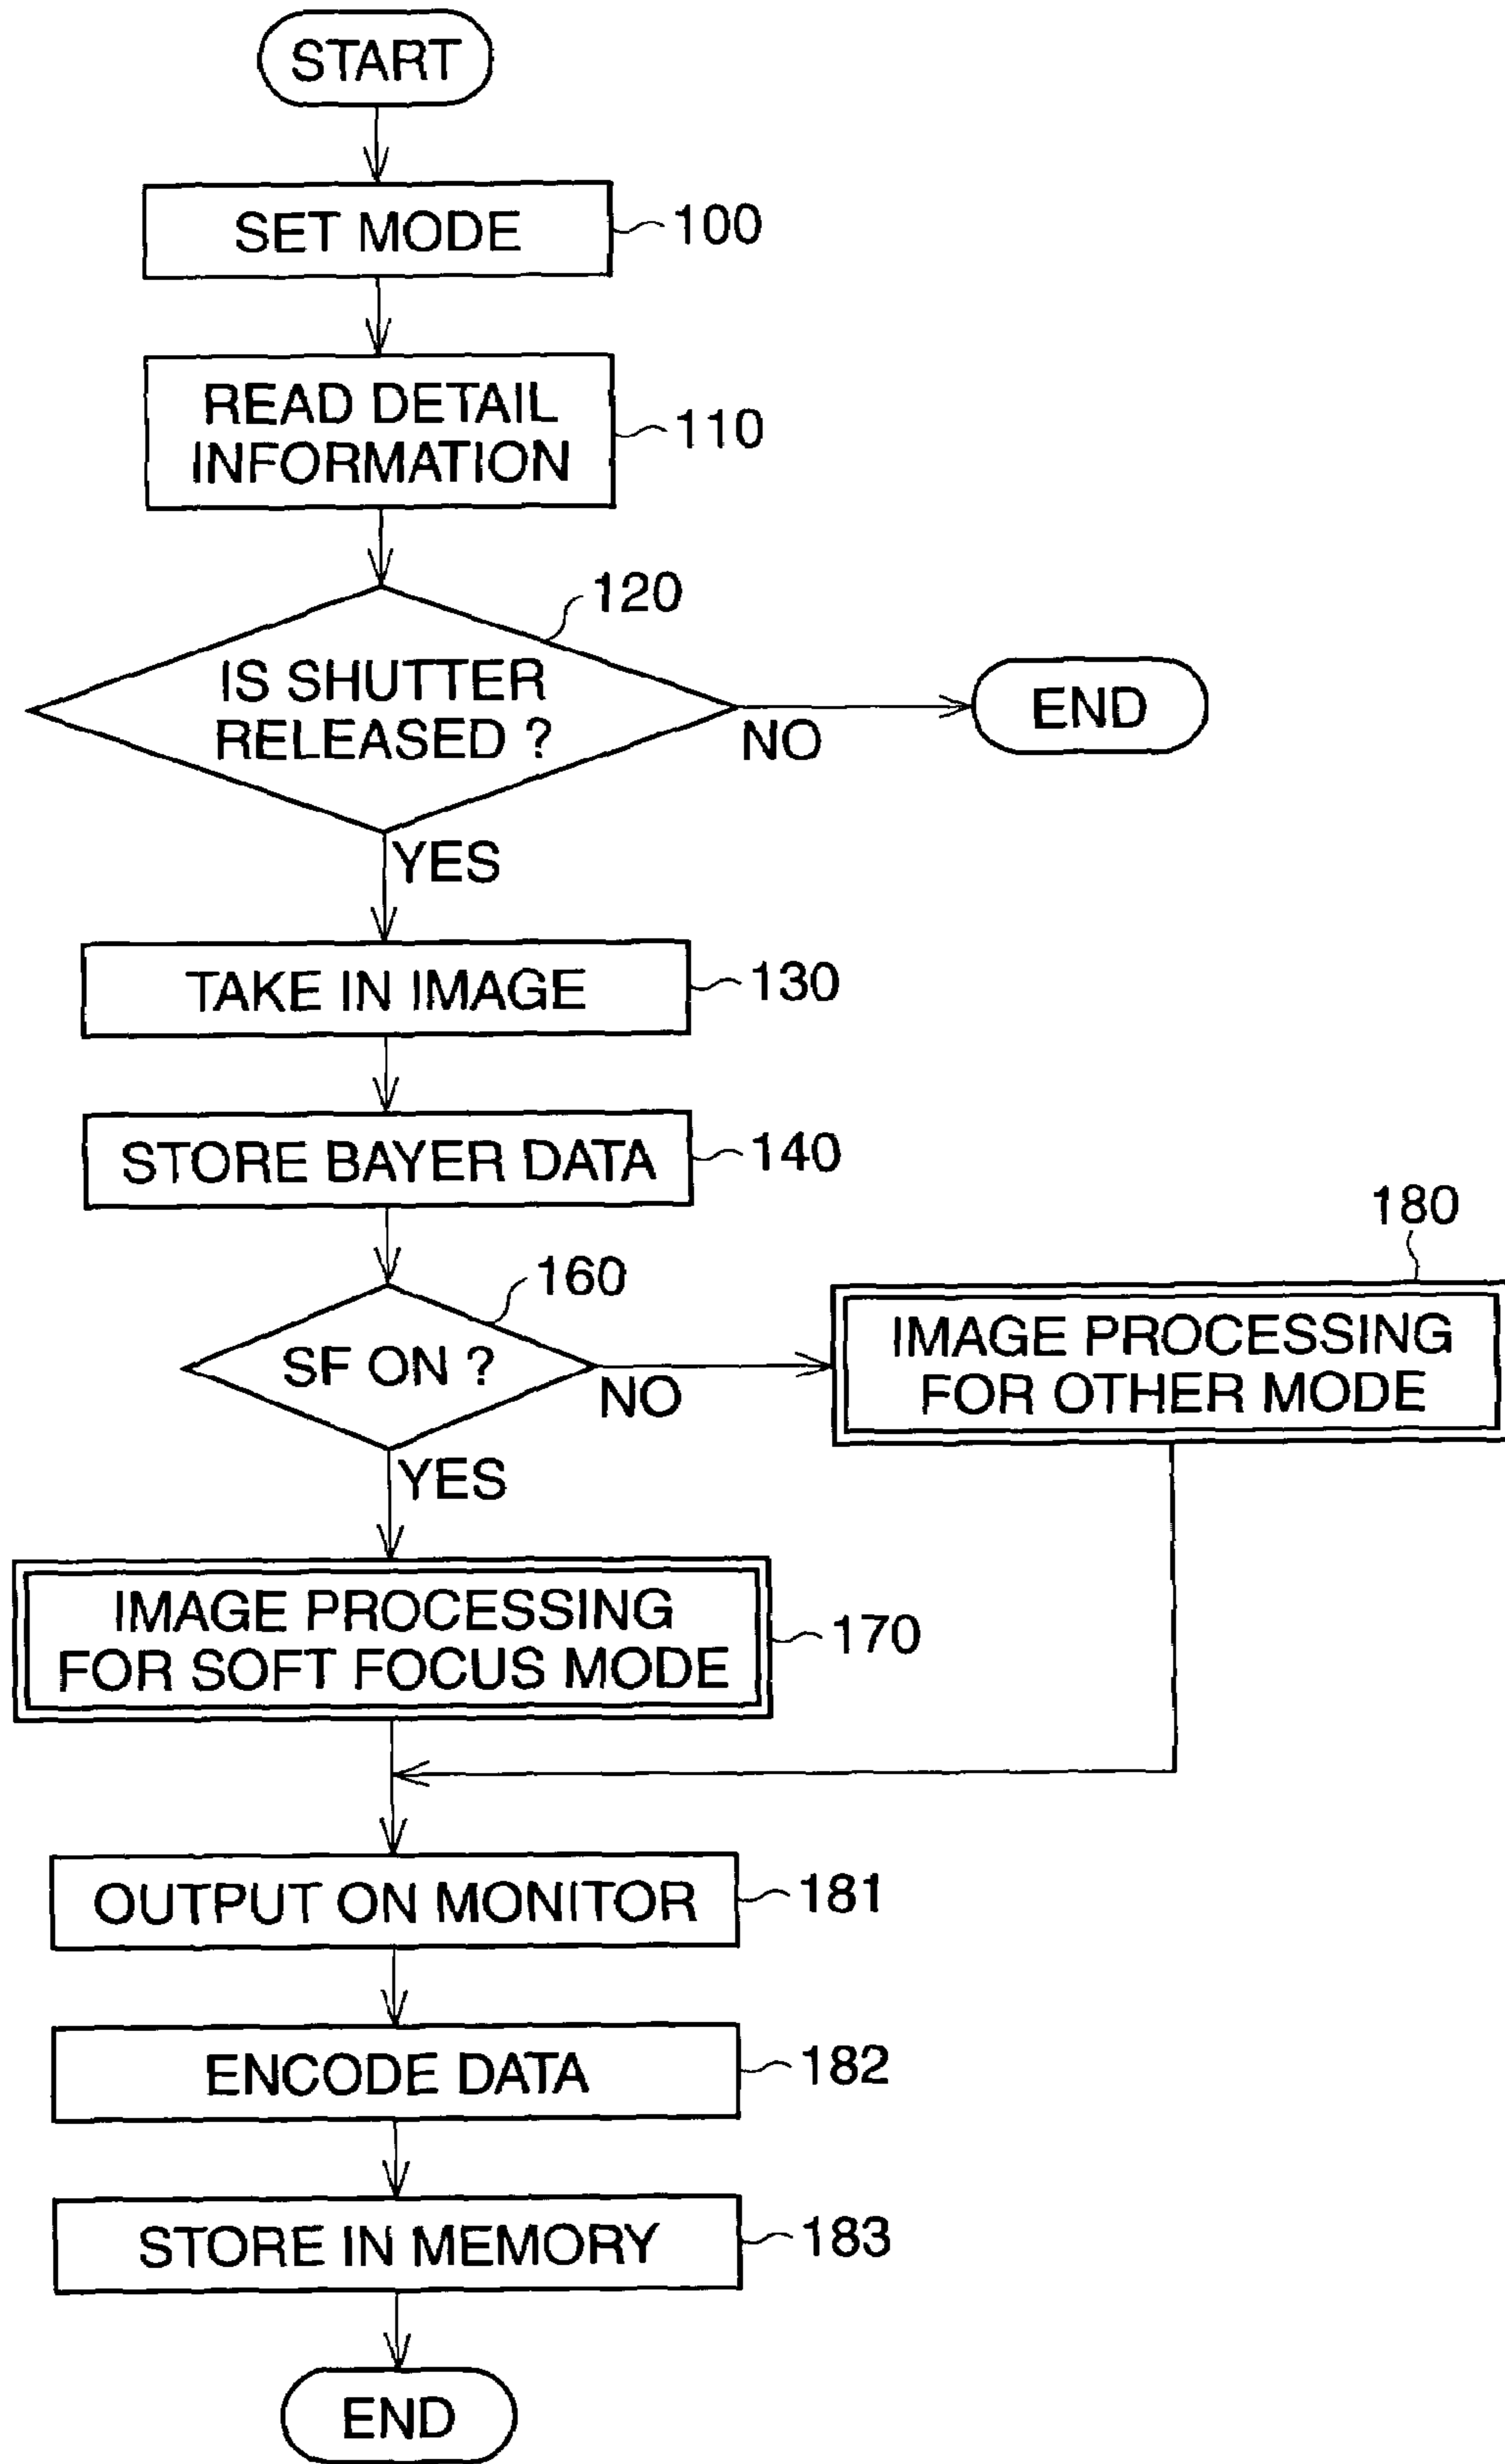 START
SET MODE
100
READ DETAIL
INFORMATION
110
120
IS SHUTTER
RELEASED ?
NO
END
YES
TAKE IN IMAGE
130
STORE BAYER DATA
140
160
SF ON ?
NO
180
IMAGE PROCESSING
FOR OTHER MODE
YES
IMAGE PROCESSING
FOR SOFT FOCUS MODE
170
OUTPUT ON MONITOR
181
ENCODE DATA
182
STORE IN MEMORY
183
END